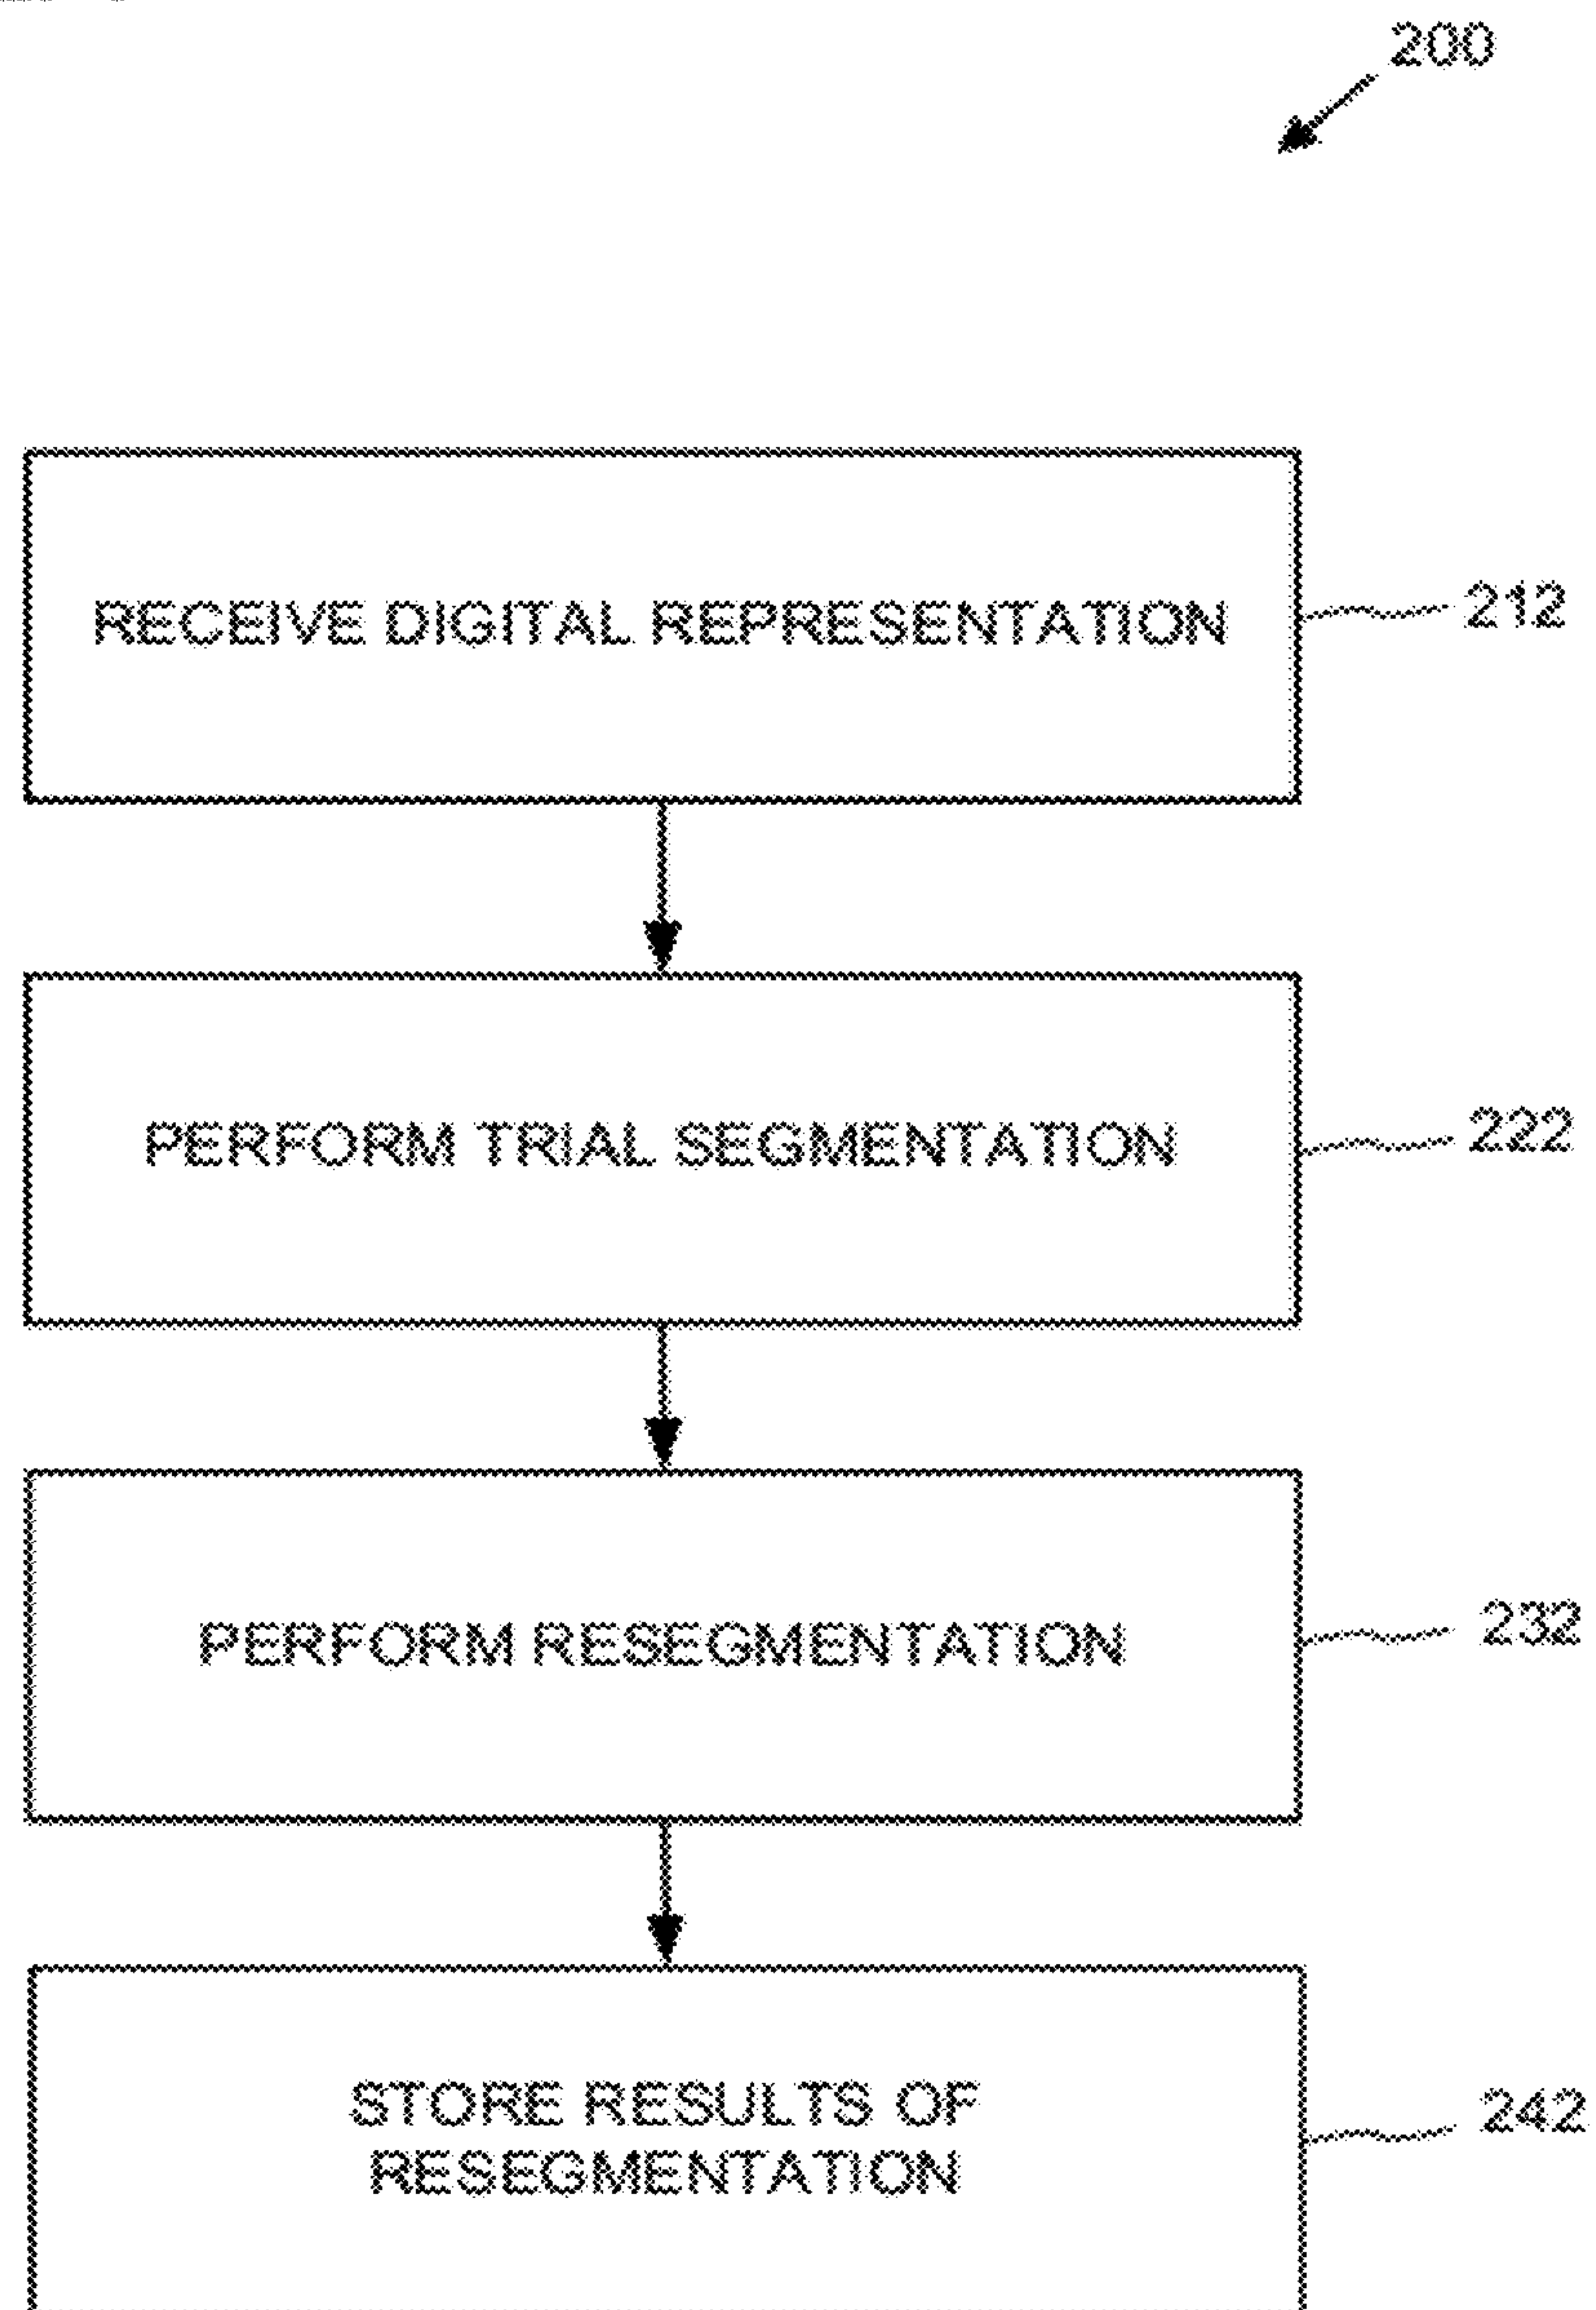 200
RECEIVE DIGITAL REPRESENTATION
212
PERFORM TRIAL SEGMENTATION
222
PERFORM RESEGMENTATION
232
STORE RESULTS OF
RESEGMENTATION
242